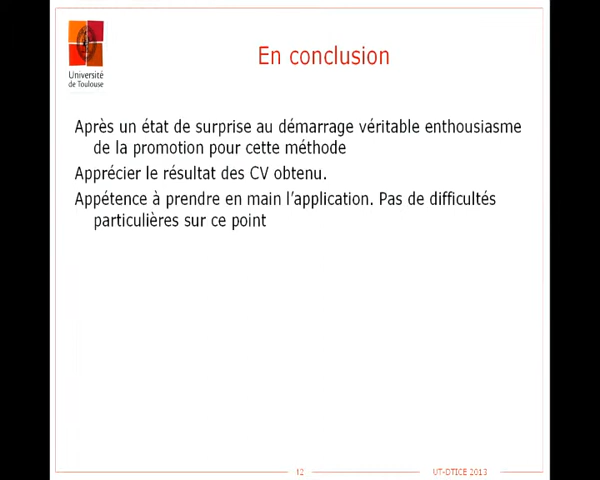 Université
de Toulouse
En conclusion
Après un état de surprise au démarrage véritable enthousiasme
de la promotion pour cette méthode
Apprécier le résultat des CV obtenu.
Appétence à prendre en main l'application. Pas de difficultés
particulières sur ce point
12
UT-DTICE 2013